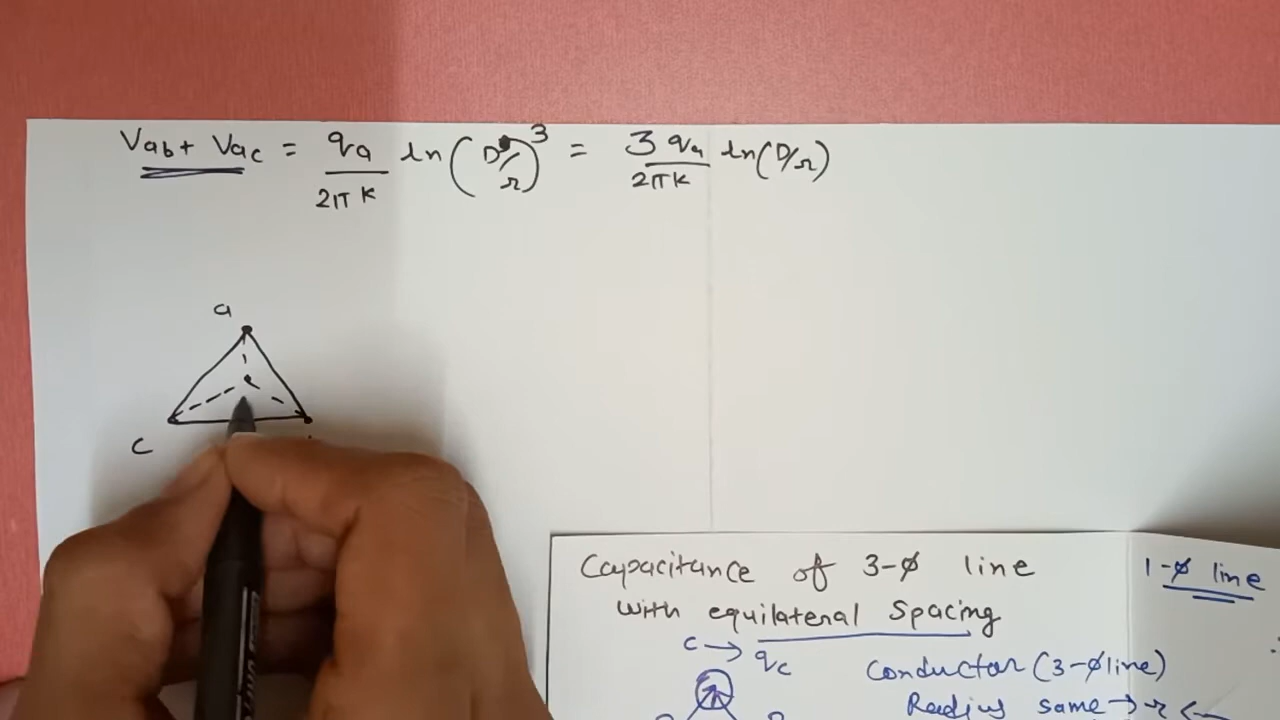 Vab + Vac = qa/2πk ln(D/r)³ = 3qa/2πk ln(D/r)
a
c
Capacitance of 3-ϕ line
with equilateral spacing
1-ϕ line
c → qc
Conductor (3-ϕ line)
Radius same → r ←